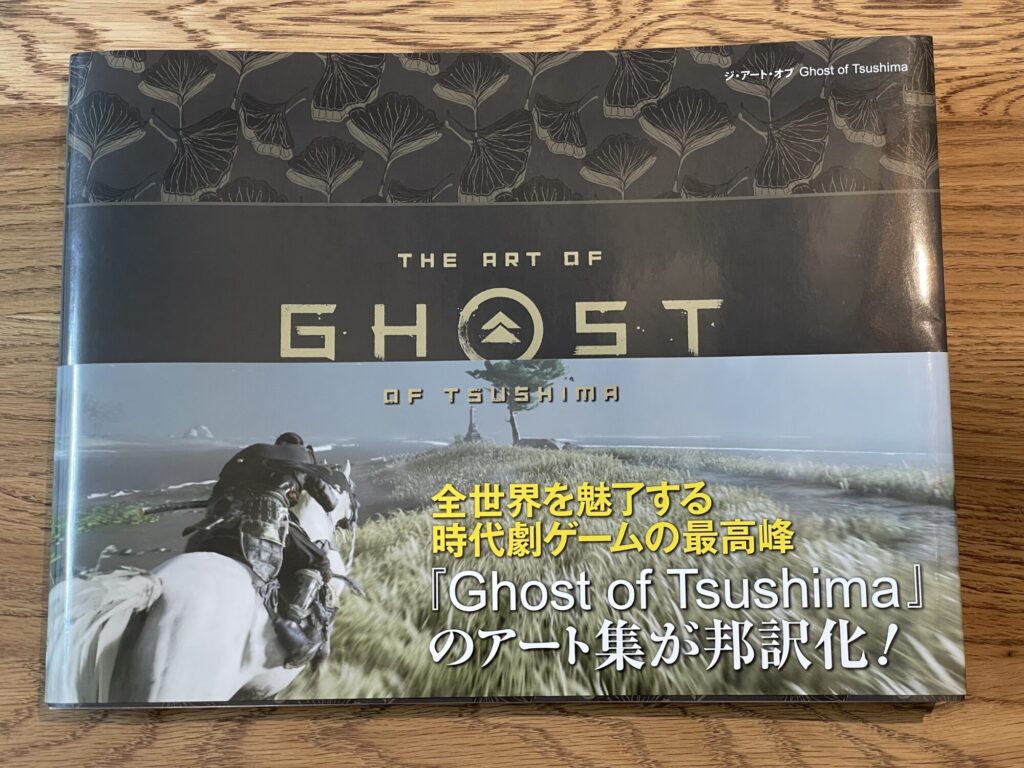 ジ・アート・オブ Ghost of Tsushima
THE ART OF
GHOST
OF TSUSHIMA
全世界を魅了する
時代劇ゲームの最高峰
『Ghost of Tsushima』
のアート集が邦訳化！